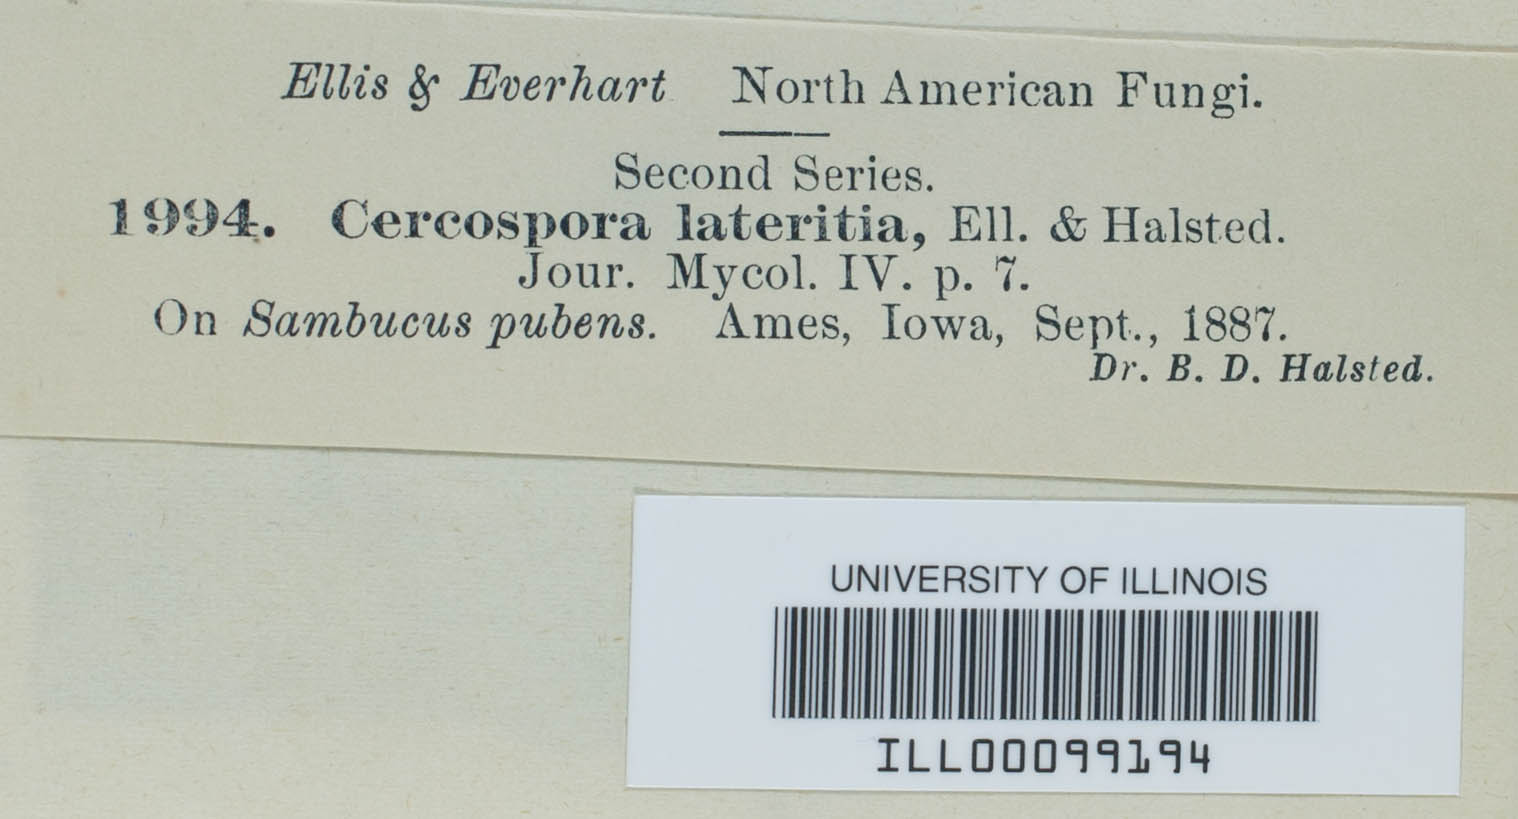 Ellis & Everhart North American Fungi.
Second Series.
1994. Cercospora lateritia, Ell. & Halsted.
Jour. Mycol. IV. p. 7.
On Sambucus pubens. Ames, Iowa, Sept., 1887.
Dr. B. D. Halsted.
UNIVERSITY OF ILLINOIS
ILL00099194